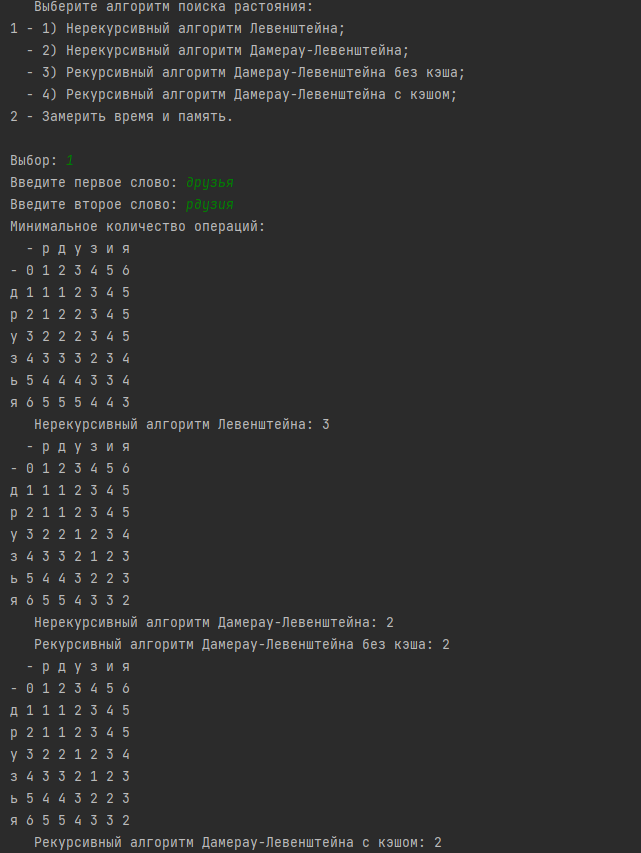 Выберите алгоритм поиска растояния:
1 - 1) Нерекурсивный алгоритм Левенштейна;
- 2) Нерекурсивный алгоритм Дамерау-Левенштейна;
- 3) Рекурсивный алгоритм Дамерау-Левенштейна без кэша;
- 4) Рекурсивный алгоритм Дамерау-Левенштейна с кэшом;
2 - Замерить время и память.
Выбор: 1
Введите первое слово: друзья
Введите второе слово: рдузия
Минимальное количество операций:
- р д у з и я
- 0 1 2 3 4 5 6
д 1 1 1 2 3 4 5
р 2 1 2 2 3 4 5
у 3 2 2 2 3 4 5
з 4 3 3 3 2 3 4
ь 5 4 4 4 3 3 4
я 6 5 5 5 4 4 3
Нерекурсивный алгоритм Левенштейна: 3
- р д у з и я
- 0 1 2 3 4 5 6
д 1 1 1 2 3 4 5
р 2 1 1 2 3 4 5
у 3 2 2 1 2 3 4
з 4 3 3 2 1 2 3
ь 5 4 4 3 2 2 3
я 6 5 5 4 3 3 2
Нерекурсивный алгоритм Дамерау-Левенштейна: 2
Рекурсивный алгоритм Дамерау-Левенштейна без кэша: 2
- р д у з и я
- 0 1 2 3 4 5 6
д 1 1 1 2 3 4 5
р 2 1 1 2 3 4 5
у 3 2 2 1 2 3 4
з 4 3 3 2 1 2 3
ь 5 4 4 3 2 2 3
я 6 5 5 4 3 3 2
Рекурсивный алгоритм Дамерау-Левенштейна с кэшом: 2